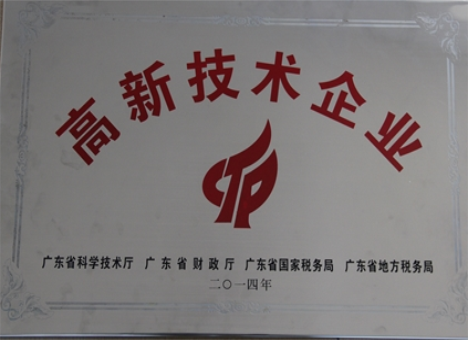 高新技术企业
CTP
广东省科学技术厅 广东省财政厅 广东省国家税务局 广东省地方税务局
二〇一四年